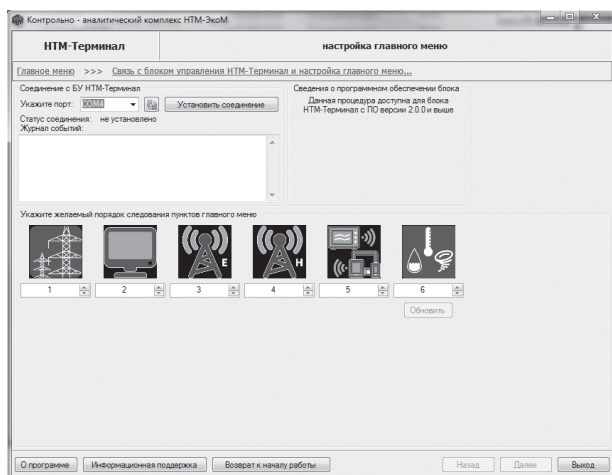 Контрольно - аналитический комплекс НТМ-ЭкоМ
НТМ-Терминал
настройка главного меню
Главное меню >>> Связь с блоком управления НТМ-Терминал и настройка главного меню...
Соединение с БУ НТМ-Терминал
Укажите порт: COM4 Установить соединение
Статус соединения: не установлено
Журнал событий:
Сведения о программном обеспечении блока
Данная процедура доступна для блока
НТМ-Терминал с ПО версии 2.0.0 и выше
Укажите желаемый порядок следования пунктов главного меню
E H
1 2 3 4 5 6
Обновить
О программе Информационная поддержка Возврат к началу работы Назад Далее Выход